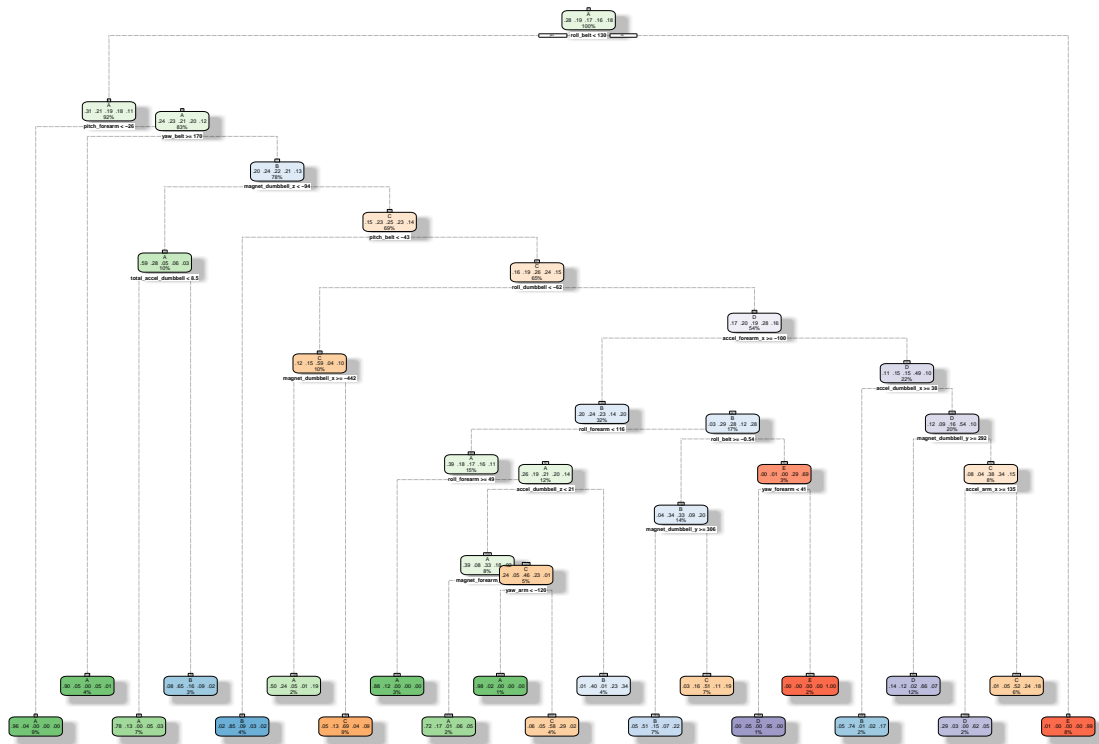 A
.28 .19 .17 .16 .18
100%
roll_belt < 130
A
.31 .21 .19 .18 .11
92%
pitch_forearm < −26
A
.24 .23 .21 .20 .12
83%
yaw_belt >= 170
B
.20 .24 .22 .21 .13
78%
magnet_dumbbell_z < −94
C
.15 .23 .25 .23 .14
69%
pitch_belt < −43
A
.59 .28 .05 .06 .03
10%
total_accel_dumbbell < 8.5
C
.16 .19 .26 .24 .15
65%
roll_dumbbell < −62
D
.17 .20 .19 .28 .16
54%
accel_forearm_x >= −100
C
.12 .15 .59 .04 .10
10%
magnet_dumbbell_x >= −442
D
.11 .15 .15 .49 .10
22%
accel_dumbbell_x >= 38
B
.20 .24 .23 .14 .20
32%
roll_forearm < 116
B
.03 .29 .28 .12 .28
17%
roll_belt >= −0.54
D
.12 .09 .16 .54 .10
20%
magnet_dumbbell_y >= 292
A
.39 .18 .17 .16 .11
15%
roll_forearm >= 49
A
.26 .19 .21 .20 .14
12%
accel_dumbbell_z < 21
E
.00 .01 .00 .29 .69
3%
yaw_forearm < 41
C
.08 .04 .38 .34 .15
8%
accel_arm_x >= 135
B
.04 .34 .33 .09 .20
14%
magnet_dumbbell_y >= 306
A
.39 .08 .33
8%
magnet_forearm
C
.24 .05 .46 .23 .01
5%
yaw_arm < −120
A
.90 .05 .00 .05 .01
4%
B
.08 .65 .16 .09 .02
3%
A
.50 .24 .05 .01 .19
2%
A
.88 .12 .00 .00 .00
3%
A
.98 .02 .00 .00 .00
1%
B
.01 .40 .01 .23 .34
4%
C
.03 .16 .51 .11 .19
7%
E
.00 .00 .00 .00 1.00
2%
D
.14 .12 .02 .66 .07
12%
C
.01 .05 .52 .24 .18
6%
A
.96 .04 .00 .00 .00
9%
A
.78 .13 .00 .05 .03
7%
B
.02 .85 .09 .03 .02
4%
C
.05 .13 .69 .04 .09
9%
A
.72 .17 .01 .06 .05
2%
C
.06 .05 .58 .29 .02
4%
B
.05 .51 .15 .07 .22
7%
D
.00 .05 .00 .95 .00
1%
B
.05 .74 .01 .02 .17
2%
D
.29 .03 .00 .62 .05
2%
E
.01 .00 .00 .00 .99
8%